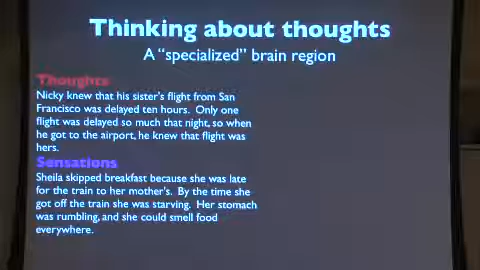 Thinking about thoughts
A “specialized” brain region
Thoughts
Nicky knew that his sister's flight from San
Francisco was delayed ten hours. Only one
flight was delayed so much that night, so when
he got to the airport, he knew that flight was
hers.
Sensations
Sheila skipped breakfast because she was late
for the train to her mother's. By the time she
got off the train she was starving. Her stomach
was rumbling, and she could smell food
everywhere.